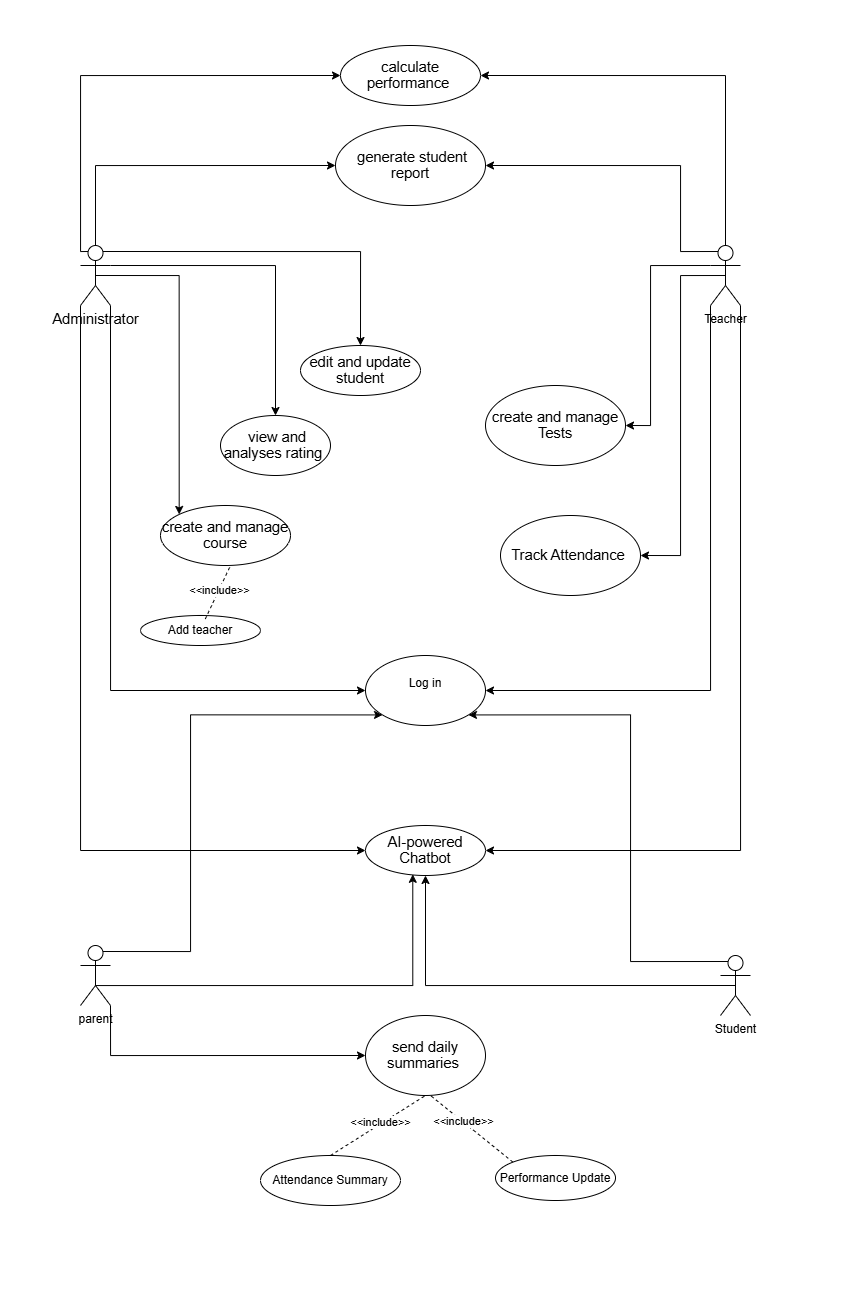 calculate
performance
generate student
report
Administrator
Teacher
edit and update
student
create and manage
Tests
view and
analyses rating
create and manage
course
Track Attendance
<<include>>
Add teacher
Log in
AI-powered
Chatbot
parent
Student
send daily
summaries
<<include>>
<<include>>
Attendance Summary
Performance Update